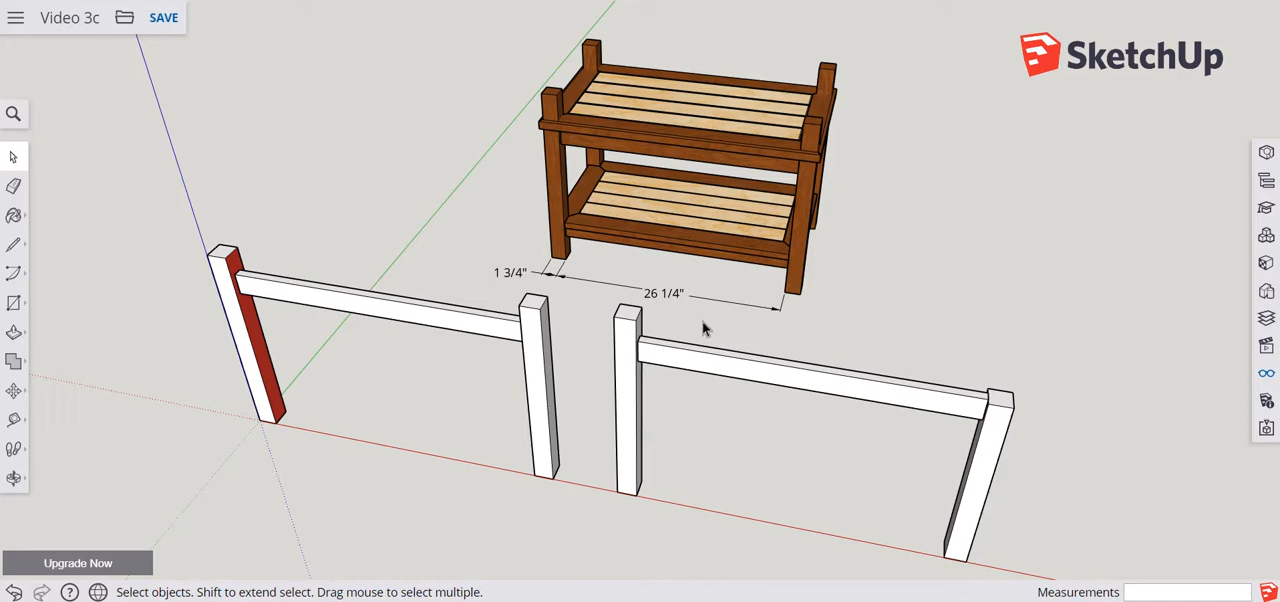 Video 3c
SAVE
SketchUp
1 3/4"
26 1/4"
Upgrade Now
?
Select objects. Shift to extend select. Drag mouse to select multiple.
Measurements